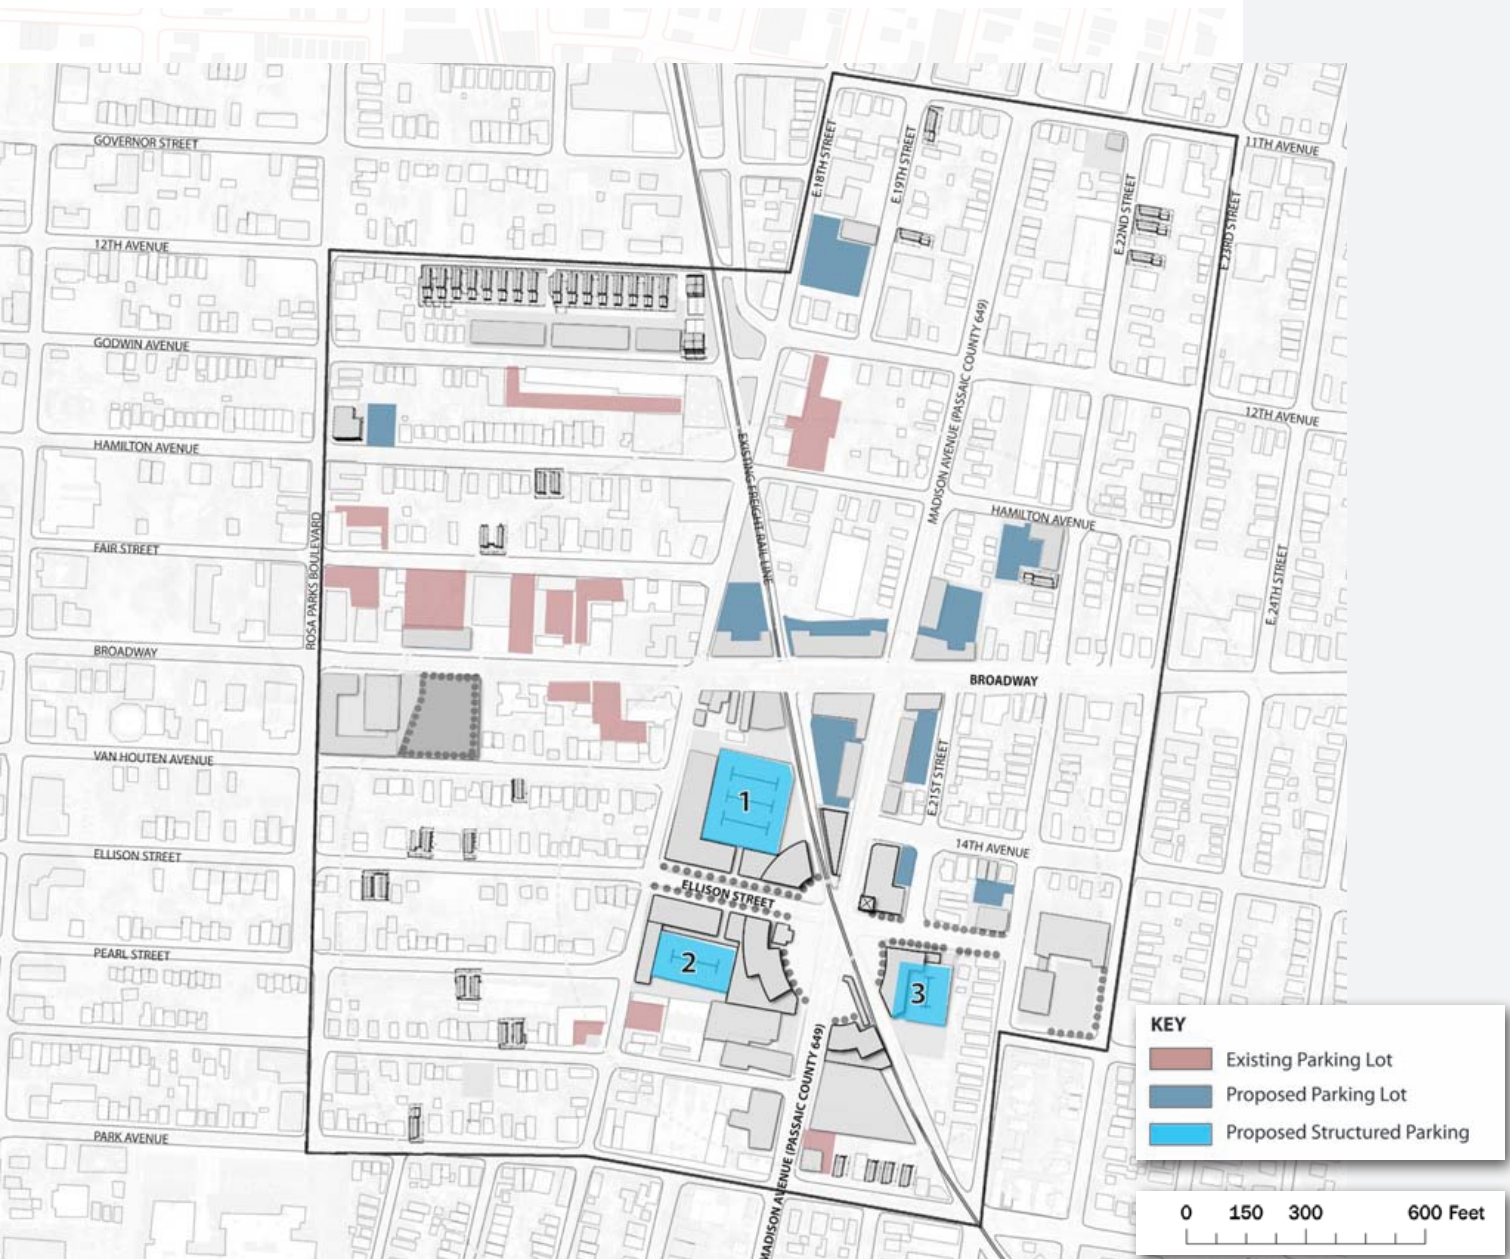 GOVERNOR STREET
11TH AVENUE
E.18TH STREET
E.19TH STREET
E.22ND STREET
E.23RD STREET
12TH AVENUE
GODWIN AVENUE
MADISON AVENUE (PASSAIC COUNTY 649)
12TH AVENUE
HAMILTON AVENUE
EXISTING FREIGHT RAIL LINE
HAMILTON AVENUE
FAIR STREET
ROSA PARKS BOULEVARD
E.24TH STREET
BROADWAY
BROADWAY
VAN HOUTEN AVENUE
E.21ST STREET
1
14TH AVENUE
ELLISON STREET
ELLISON STREET
PEARL STREET
2
3
MADISON AVENUE (PASSAIC COUNTY 649)
PARK AVENUE
KEY
Existing Parking Lot
Proposed Parking Lot
Proposed Structured Parking
0 150 300 600 Feet